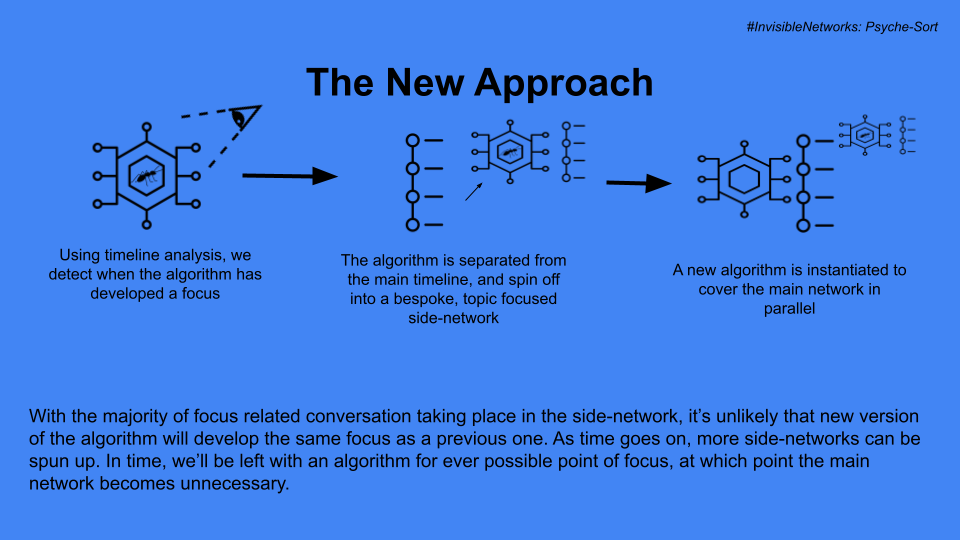 #InvisibleNetworks: Psyche-Sort
The New Approach
Using timeline analysis, we
detect when the algorithm has
developed a focus
The algorithm is separated from
the main timeline, and spin off
into a bespoke, topic focused
side-network
A new algorithm is instantiated to
cover the main network in
parallel
With the majority of focus related conversation taking place in the side-network, it’s unlikely that new version
of the algorithm will develop the same focus as a previous one. As time goes on, more side-networks can be
spun up. In time, we’ll be left with an algorithm for ever possible point of focus, at which point the main
network becomes unnecessary.